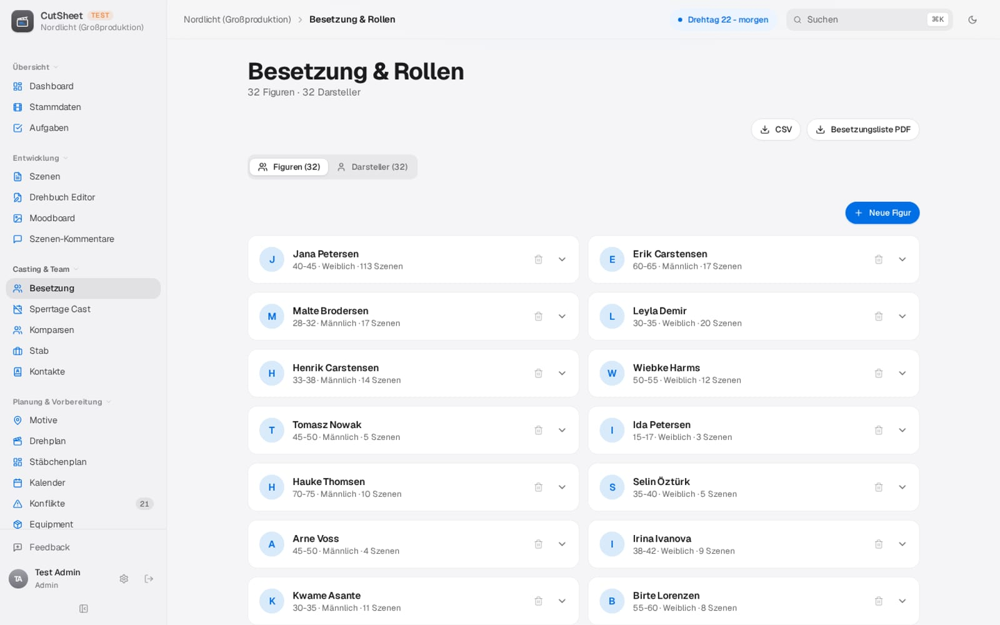 CutSheet TEST
Nordlicht (Großproduktion)
Übersicht
Dashboard
Stammdaten
Aufgaben
Entwicklung
Szenen
Drehbuch Editor
Moodboard
Szenen-Kommentare
Casting & Team
Besetzung
Sperrtage Cast
Komparsen
Stab
Kontakte
Planung & Vorbereitung
Motive
Drehplan
Stäbchenplan
Kalender
Konflikte 21
Equipment
Feedback
TA
Test Admin
Admin
Nordlicht (Großproduktion) > Besetzung & Rollen
Drehtag 22 - morgen
Suchen ⌘K
Besetzung & Rollen
32 Figuren · 32 Darsteller
CSV
Besetzungsliste PDF
Figuren (32)
Darsteller (32)
Neue Figur
J
Jana Petersen
40-45 · Weiblich · 113 Szenen
E
Erik Carstensen
60-65 · Männlich · 17 Szenen
M
Malte Brodersen
28-32 · Männlich · 17 Szenen
L
Leyla Demir
30-35 · Weiblich · 20 Szenen
H
Henrik Carstensen
33-38 · Männlich · 14 Szenen
W
Wiebke Harms
50-55 · Weiblich · 12 Szenen
T
Tomasz Nowak
45-50 · Männlich · 5 Szenen
I
Ida Petersen
15-17 · Weiblich · 3 Szenen
H
Hauke Thomsen
70-75 · Männlich · 10 Szenen
S
Selin Öztürk
35-40 · Weiblich · 5 Szenen
A
Arne Voss
45-50 · Männlich · 4 Szenen
I
Irina Ivanova
38-42 · Weiblich · 9 Szenen
K
Kwame Asante
30-35 · Männlich · 11 Szenen
B
Birte Lorenzen
55-60 · Weiblich · 8 Szenen